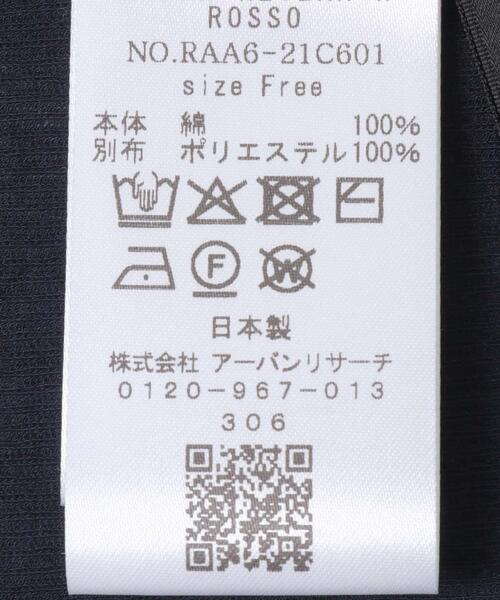 ROSSO
NO.RAA6-21C601
size Free
本体 綿 100%
別布 ポリエステル100%
F
W
日本製
株式会社 アーバンリサーチ
0120-967-013
306